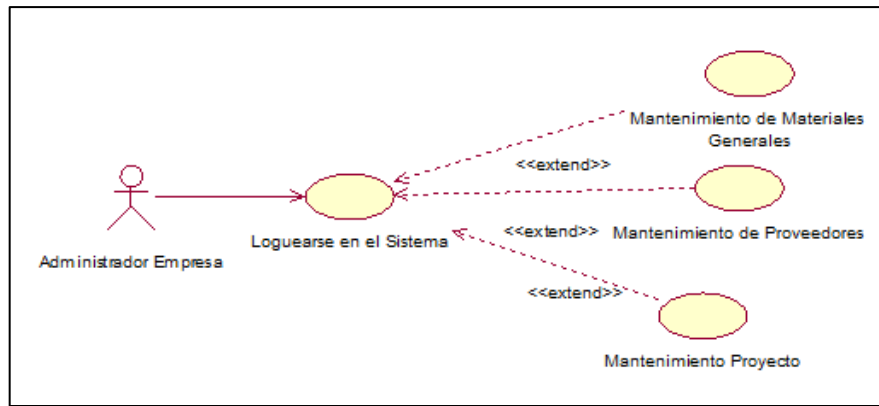 Mantenimiento de Materiales
Generales
<<extend>>
Mantenimiento de Proveedores
<<extend>>
Loguearse en el Sistema
Administrador Empresa
<<extend>>
Mantenimiento Proyecto